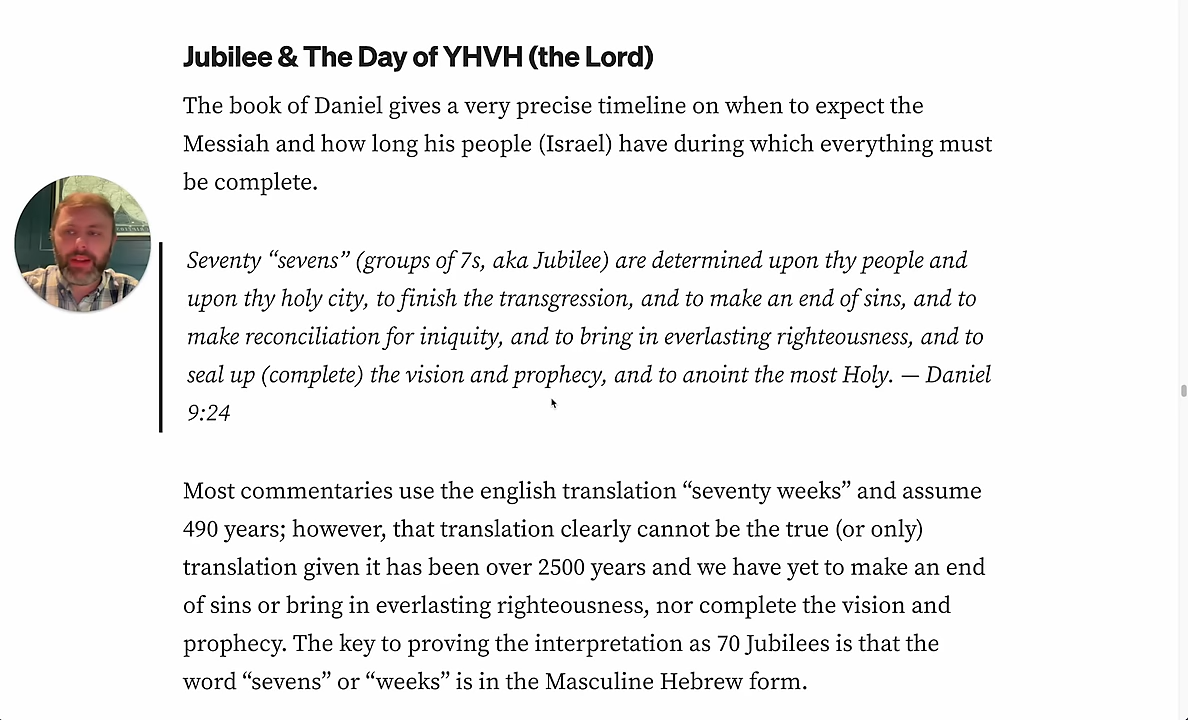 Jubilee & The Day of YHVH (the Lord)
The book of Daniel gives a very precise timeline on when to expect the
Messiah and how long his people (Israel) have during which everything must
be complete.
Seventy “sevens” (groups of 7s, aka Jubilee) are determined upon thy people and
upon thy holy city, to finish the transgression, and to make an end of sins, and to
make reconciliation for iniquity, and to bring in everlasting righteousness, and to
seal up (complete) the vision and prophecy, and to anoint the most Holy. — Daniel
9:24
Most commentaries use the english translation “seventy weeks” and assume
490 years; however, that translation clearly cannot be the true (or only)
translation given it has been over 2500 years and we have yet to make an end
of sins or bring in everlasting righteousness, nor complete the vision and
prophecy. The key to proving the interpretation as 70 Jubilees is that the
word “sevens” or “weeks” is in the Masculine Hebrew form.